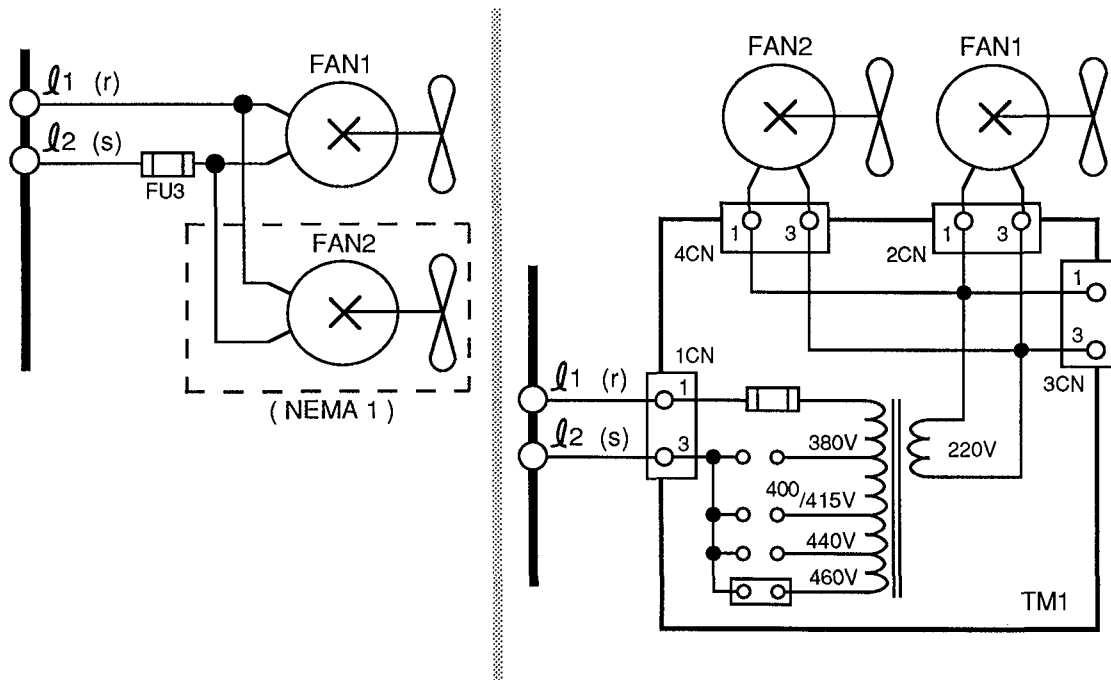 FAN1
ℓ1 (r)
ℓ2 (s)
FU3
FAN2
( NEMA 1 )
FAN2
FAN1
1
3
1
3
4CN
2CN
1
3
3CN
1CN
ℓ1 (r)
1
ℓ2 (s)
3
380V
220V
400
/415V
440V
460V
TM1